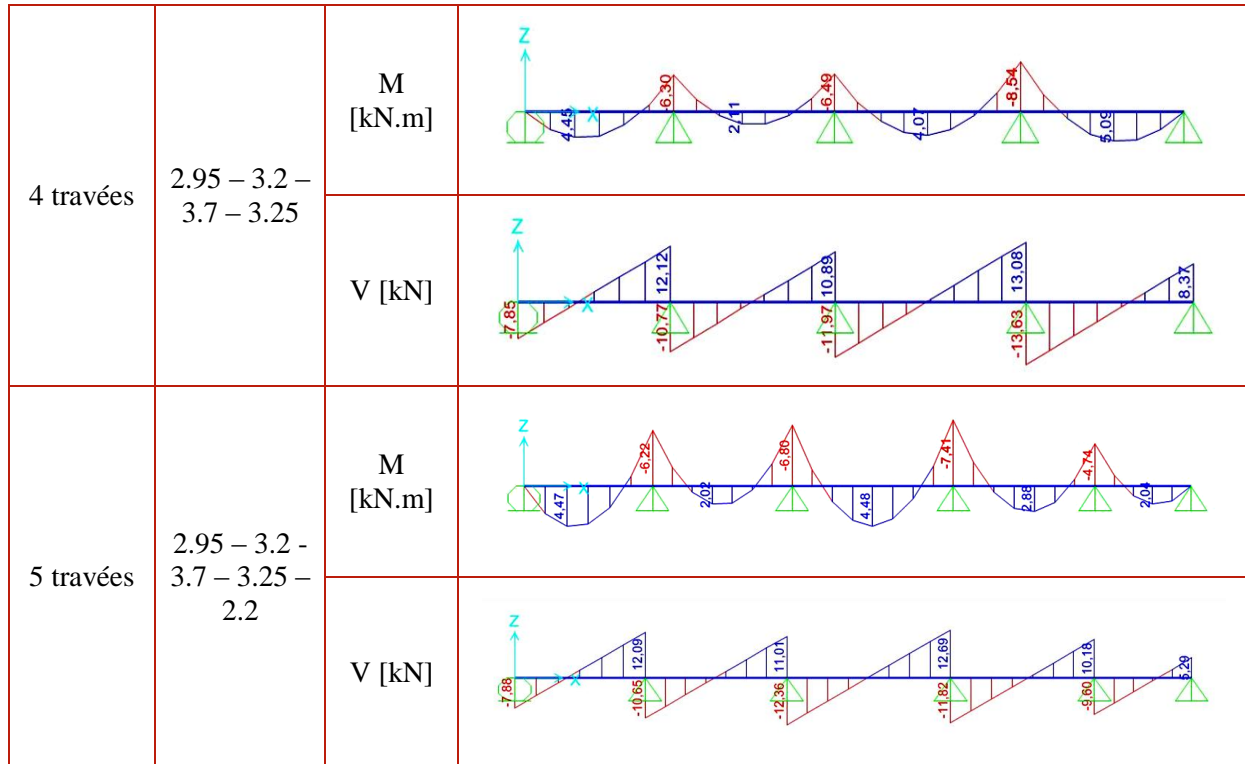 4 travées
2.95 – 3.2 –
3.7 – 3.25
M
[kN.m]
Z
X
4,45
-6,30
2,11
-6,49
4,07
-8,54
5,09
V [kN]
Z
X
-7,85
12,12
-10,77
10,89
-11,97
13,08
-13,63
8,37
5 travées
2.95 – 3.2 -
3.7 – 3.25 –
2.2
M
[kN.m]
Z
X
4,47
-6,22
2,02
-6,80
4,48
-7,41
2,88
-4,74
2,04
V [kN]
Z
X
-7,88
12,09
-10,65
11,01
-12,36
12,69
-11,82
10,18
-9,60
5,29